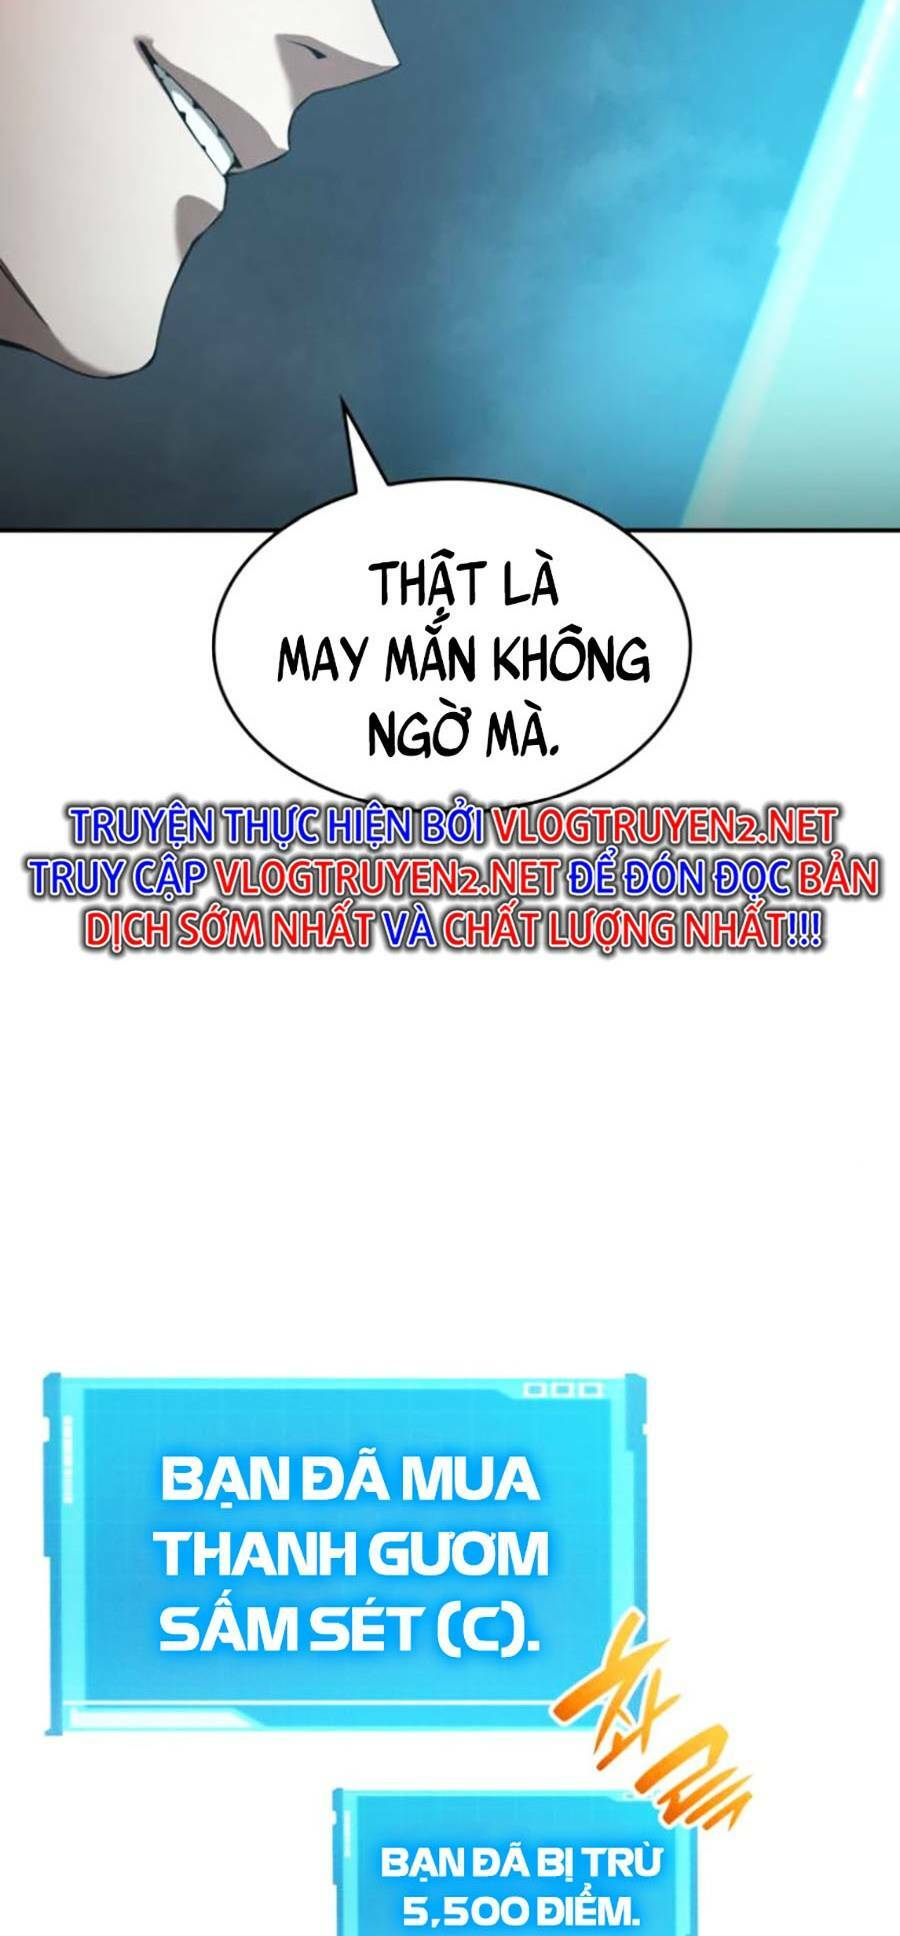 THẬT LÀ
MAY MẮN KHÔNG
NGỜ MÀ.
TRUYỆN THỰC HIỆN BỞI VLOGTRUYEN2.NET
TRUY CẬP VLOGTRUYEN2.NET ĐỂ ĐÓN ĐỌC BẢN
DỊCH SỚM NHẤT VÀ CHẤT LƯỢNG NHẤT!!!
BẠN ĐÃ MUA
THANH GƯƠM
SẤM SÉT (C).
BẠN ĐÃ BỊ TRỪ
5,500 ĐIỂM.